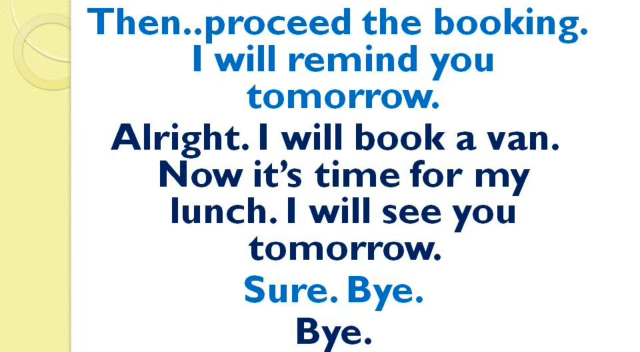 Then..proceed the booking.
I will remind you
tomorrow.
Alright. I will book a van.
Now it’s time for my
lunch. I will see you
tomorrow.
Sure. Bye.
Bye.